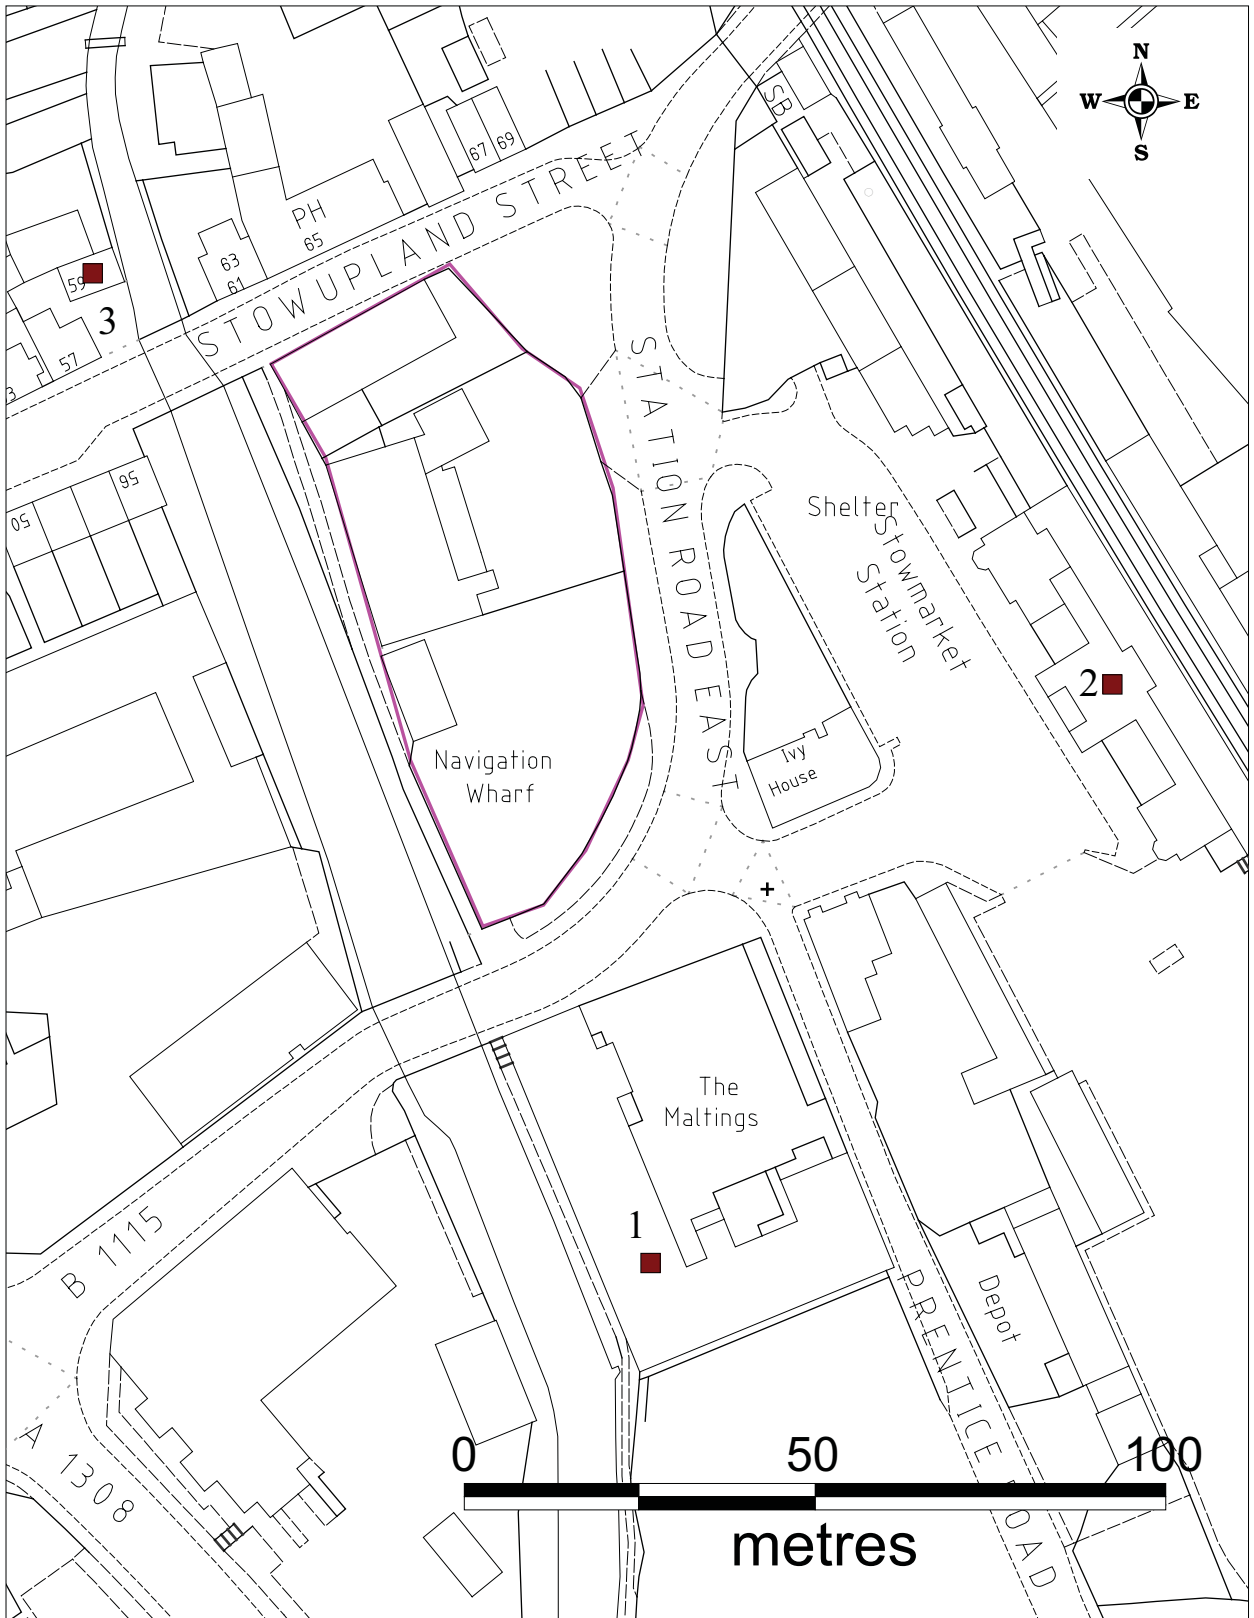 N
W E
S
SB
67 69
STOWUPLAND STREET
PH
65
63
61
59
3
57
56
50
STATION ROAD EAST
Shelter
Stowmarket
Station
2
Navigation
Wharf
Ivy
House
The
Maltings
1
B 1115
PRENTICE ROAD
Depot
A 1308
0 50 100
metres